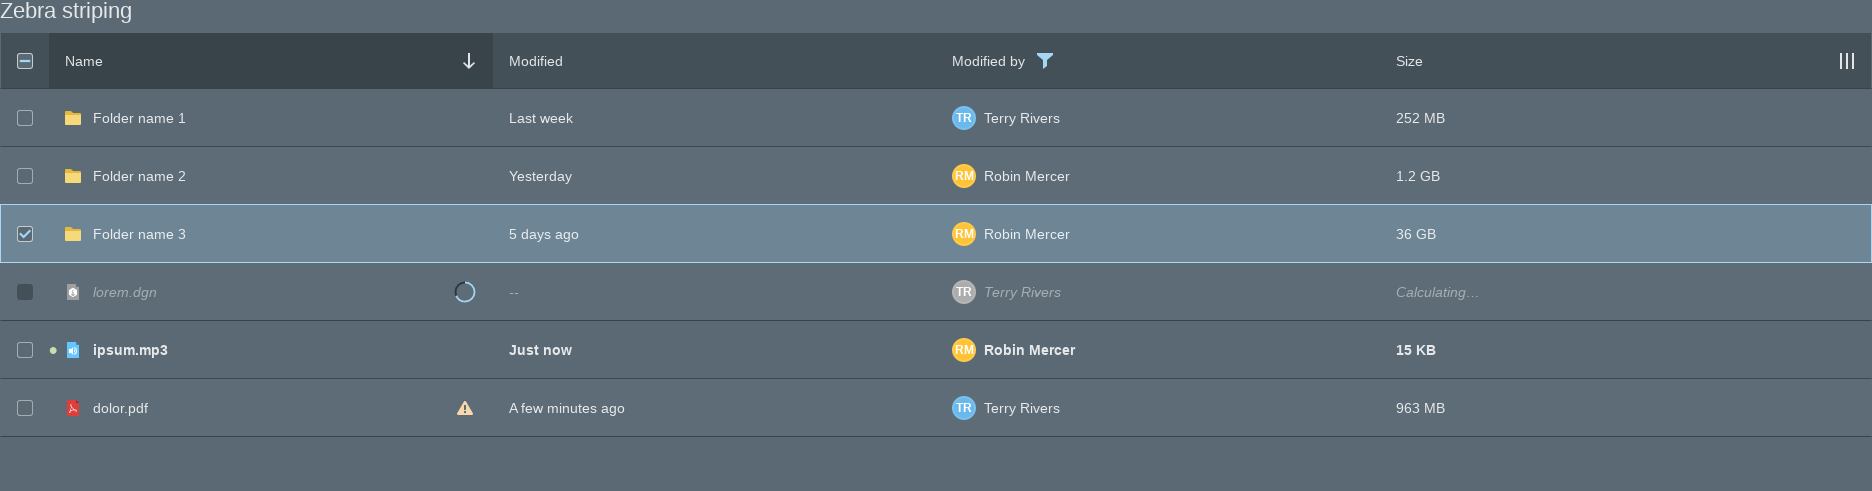 Zebra striping
Name Modified Modified by Size
Folder name 1 Last week TR Terry Rivers 252 MB
Folder name 2 Yesterday RM Robin Mercer 1.2 GB
Folder name 3 5 days ago RM Robin Mercer 36 GB
lorem.dgn -- TR Terry Rivers Calculating…
ipsum.mp3 Just now RM Robin Mercer 15 KB
dolor.pdf A few minutes ago TR Terry Rivers 963 MB